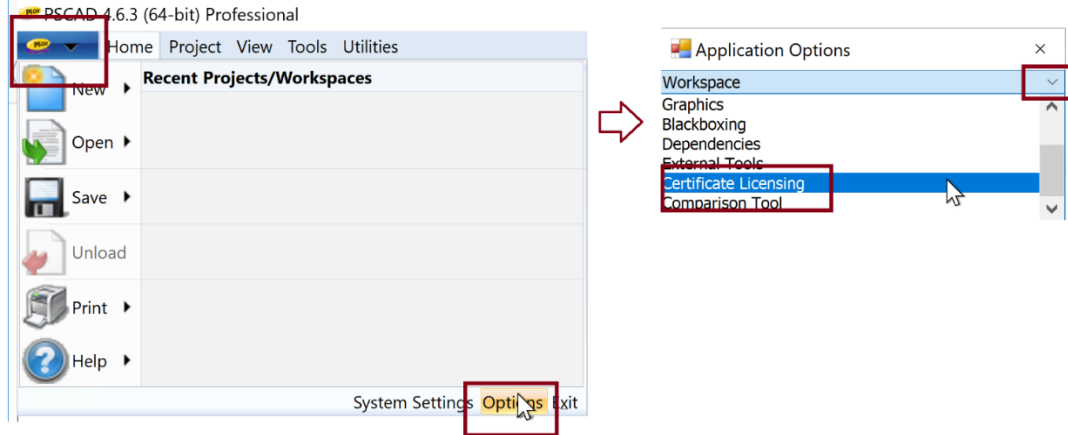 PSCAD 4.6.3 (64-bit) Professional
PSCAD Home Project View Tools Utilities
Recent Projects/Workspaces
New
Open
Save
Unload
Print
Help
System Settings Options Exit
Application Options
Workspace
Graphics
Blackboxing
Dependencies
External Tools
Certificate Licensing
Comparison Tool